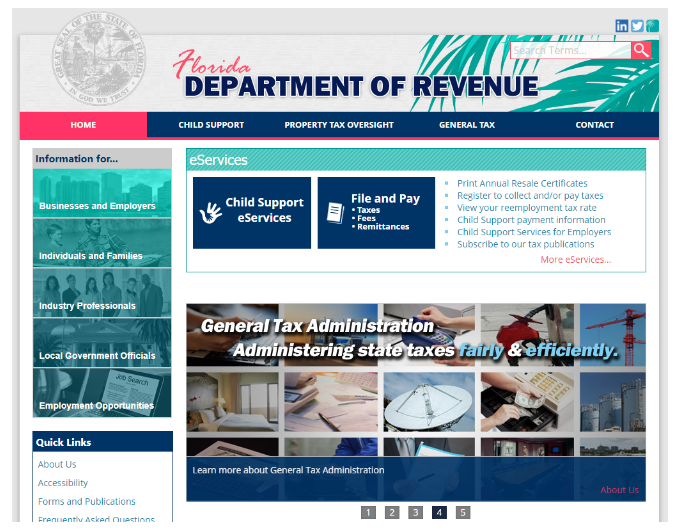 GREAT SEAL OF THE STATE OF FLORIDA
IN GOD WE TRUST
Search Terms...
Florida
DEPARTMENT OF REVENUE
HOME
CHILD SUPPORT
PROPERTY TAX OVERSIGHT
GENERAL TAX
CONTACT
Information for...
Businesses and Employers
Individuals and Families
Industry Professionals
Local Government Officials
Job Search
Employment Opportunities
Quick Links
About Us
Accessibility
Forms and Publications
Frequently Asked Questions
eServices
Child Support
eServices
File and Pay
• Taxes
• Fees
• Remittances
Print Annual Resale Certificates
Register to collect and/or pay taxes
View your reemployment tax rate
Child Support payment information
Child Support Services for Employers
Subscribe to our tax publications
More eServices...
General Tax Administration
Administering state taxes fairly & efficiently.
Learn more about General Tax Administration
About Us
1 2 3 4 5